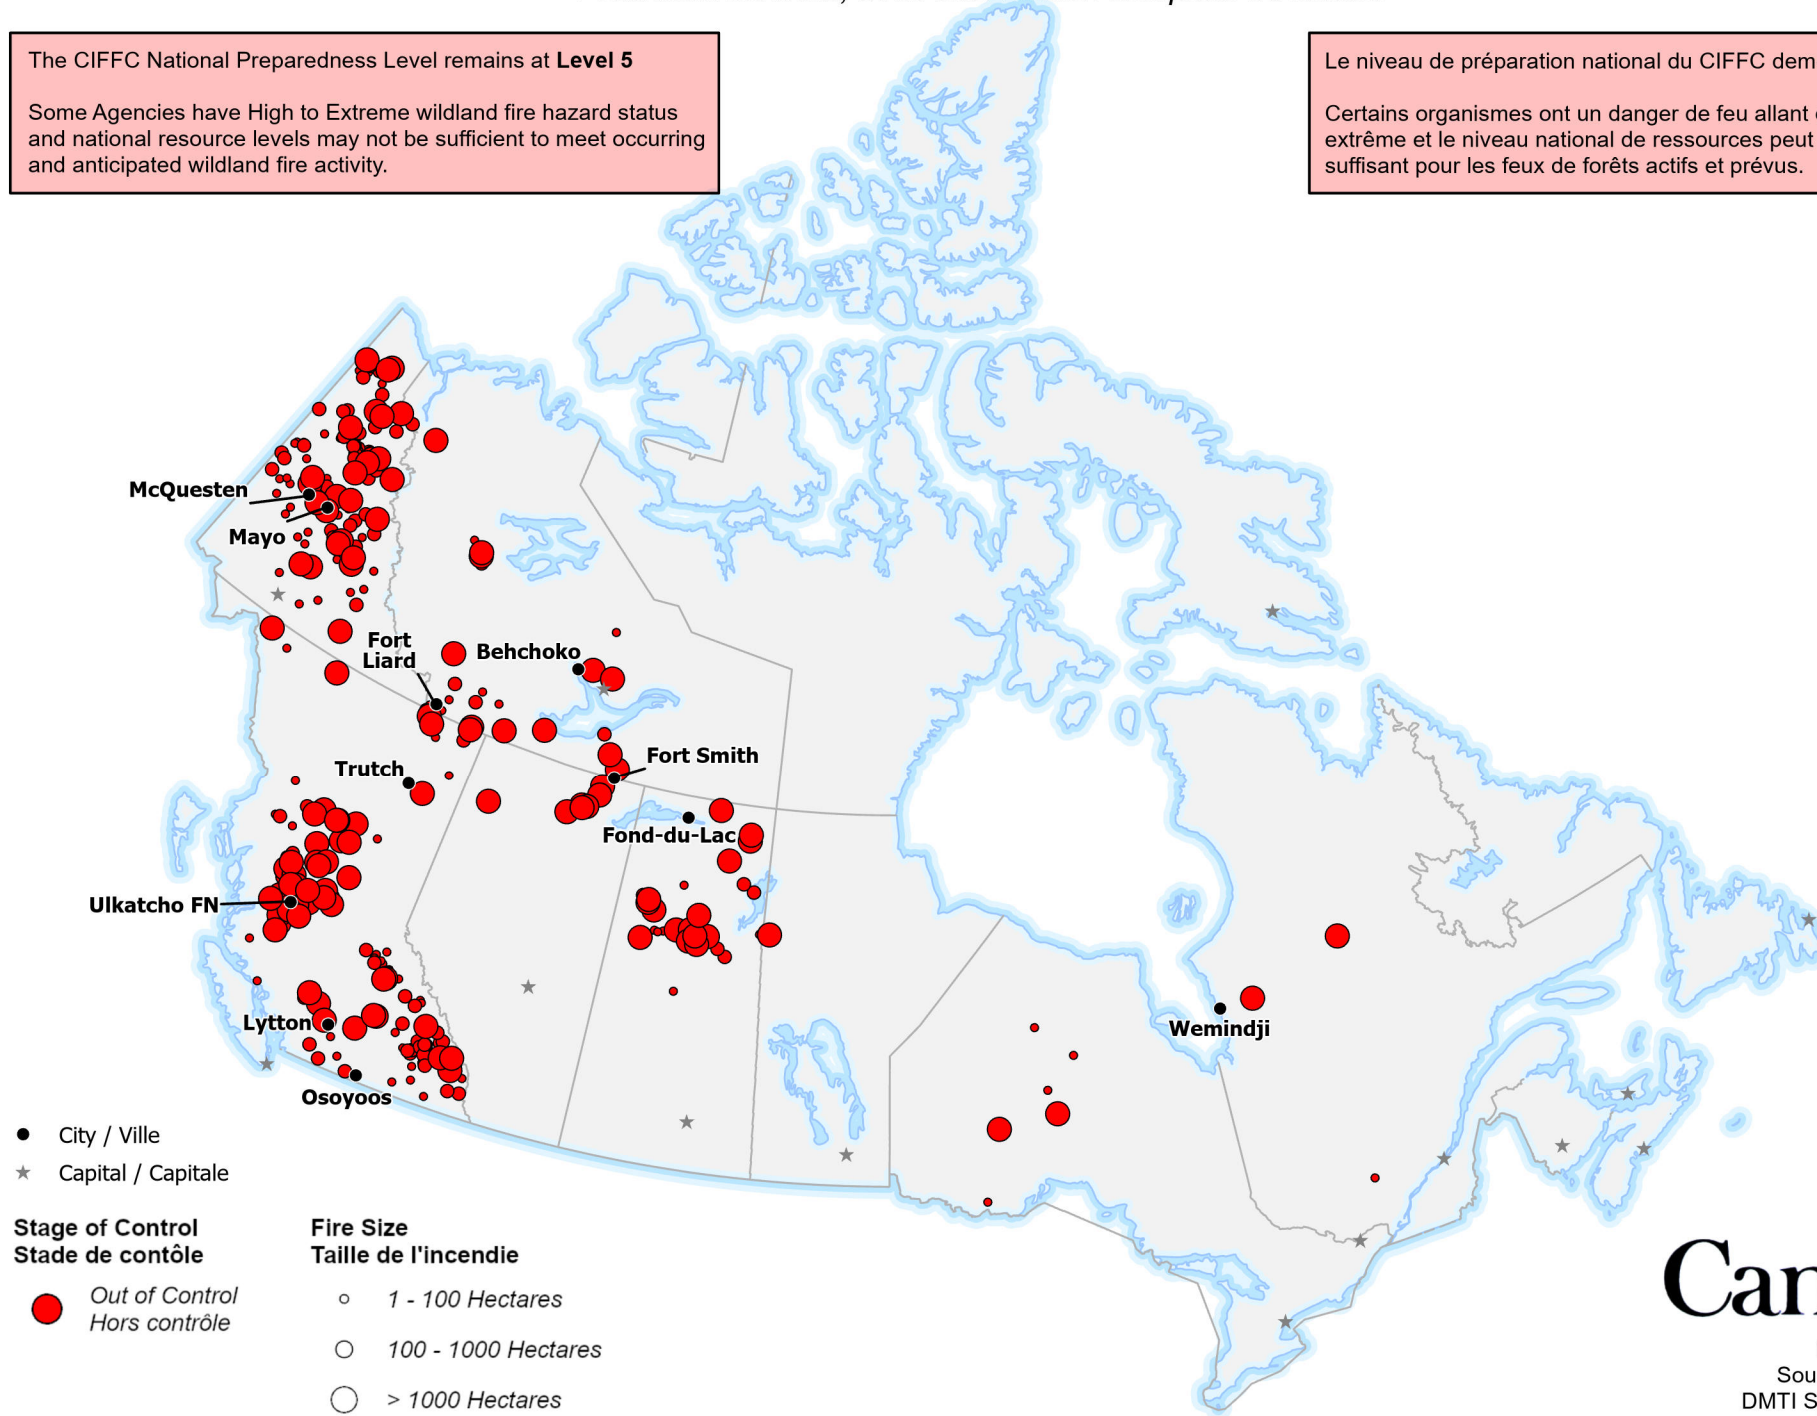 The CIFFC National Preparedness Level remains at Level 5
Some Agencies have High to Extreme wildland fire hazard status
and national resource levels may not be sufficient to meet occurring
and anticipated wildland fire activity.
Le niveau de préparation national du CIFFC dem
Certains organismes ont un danger de feu allant
extrême et le niveau national de ressources peut
suffisant pour les feux de forêts actifs et prévus.
McQuesten
Mayo
Fort
Liard
Behchoko
Trutch
Fort Smith
Fond-du-Lac
Ulkatcho FN
Lytton
Wemindji
Osoyoos
City / Ville
Capital / Capitale
Stage of Control
Stade de contôle
Out of Control
Hors contrôle
Fire Size
Taille de l'incendie
1 - 100 Hectares
100 - 1000 Hectares
> 1000 Hectares
Can
Sou
DMTI S